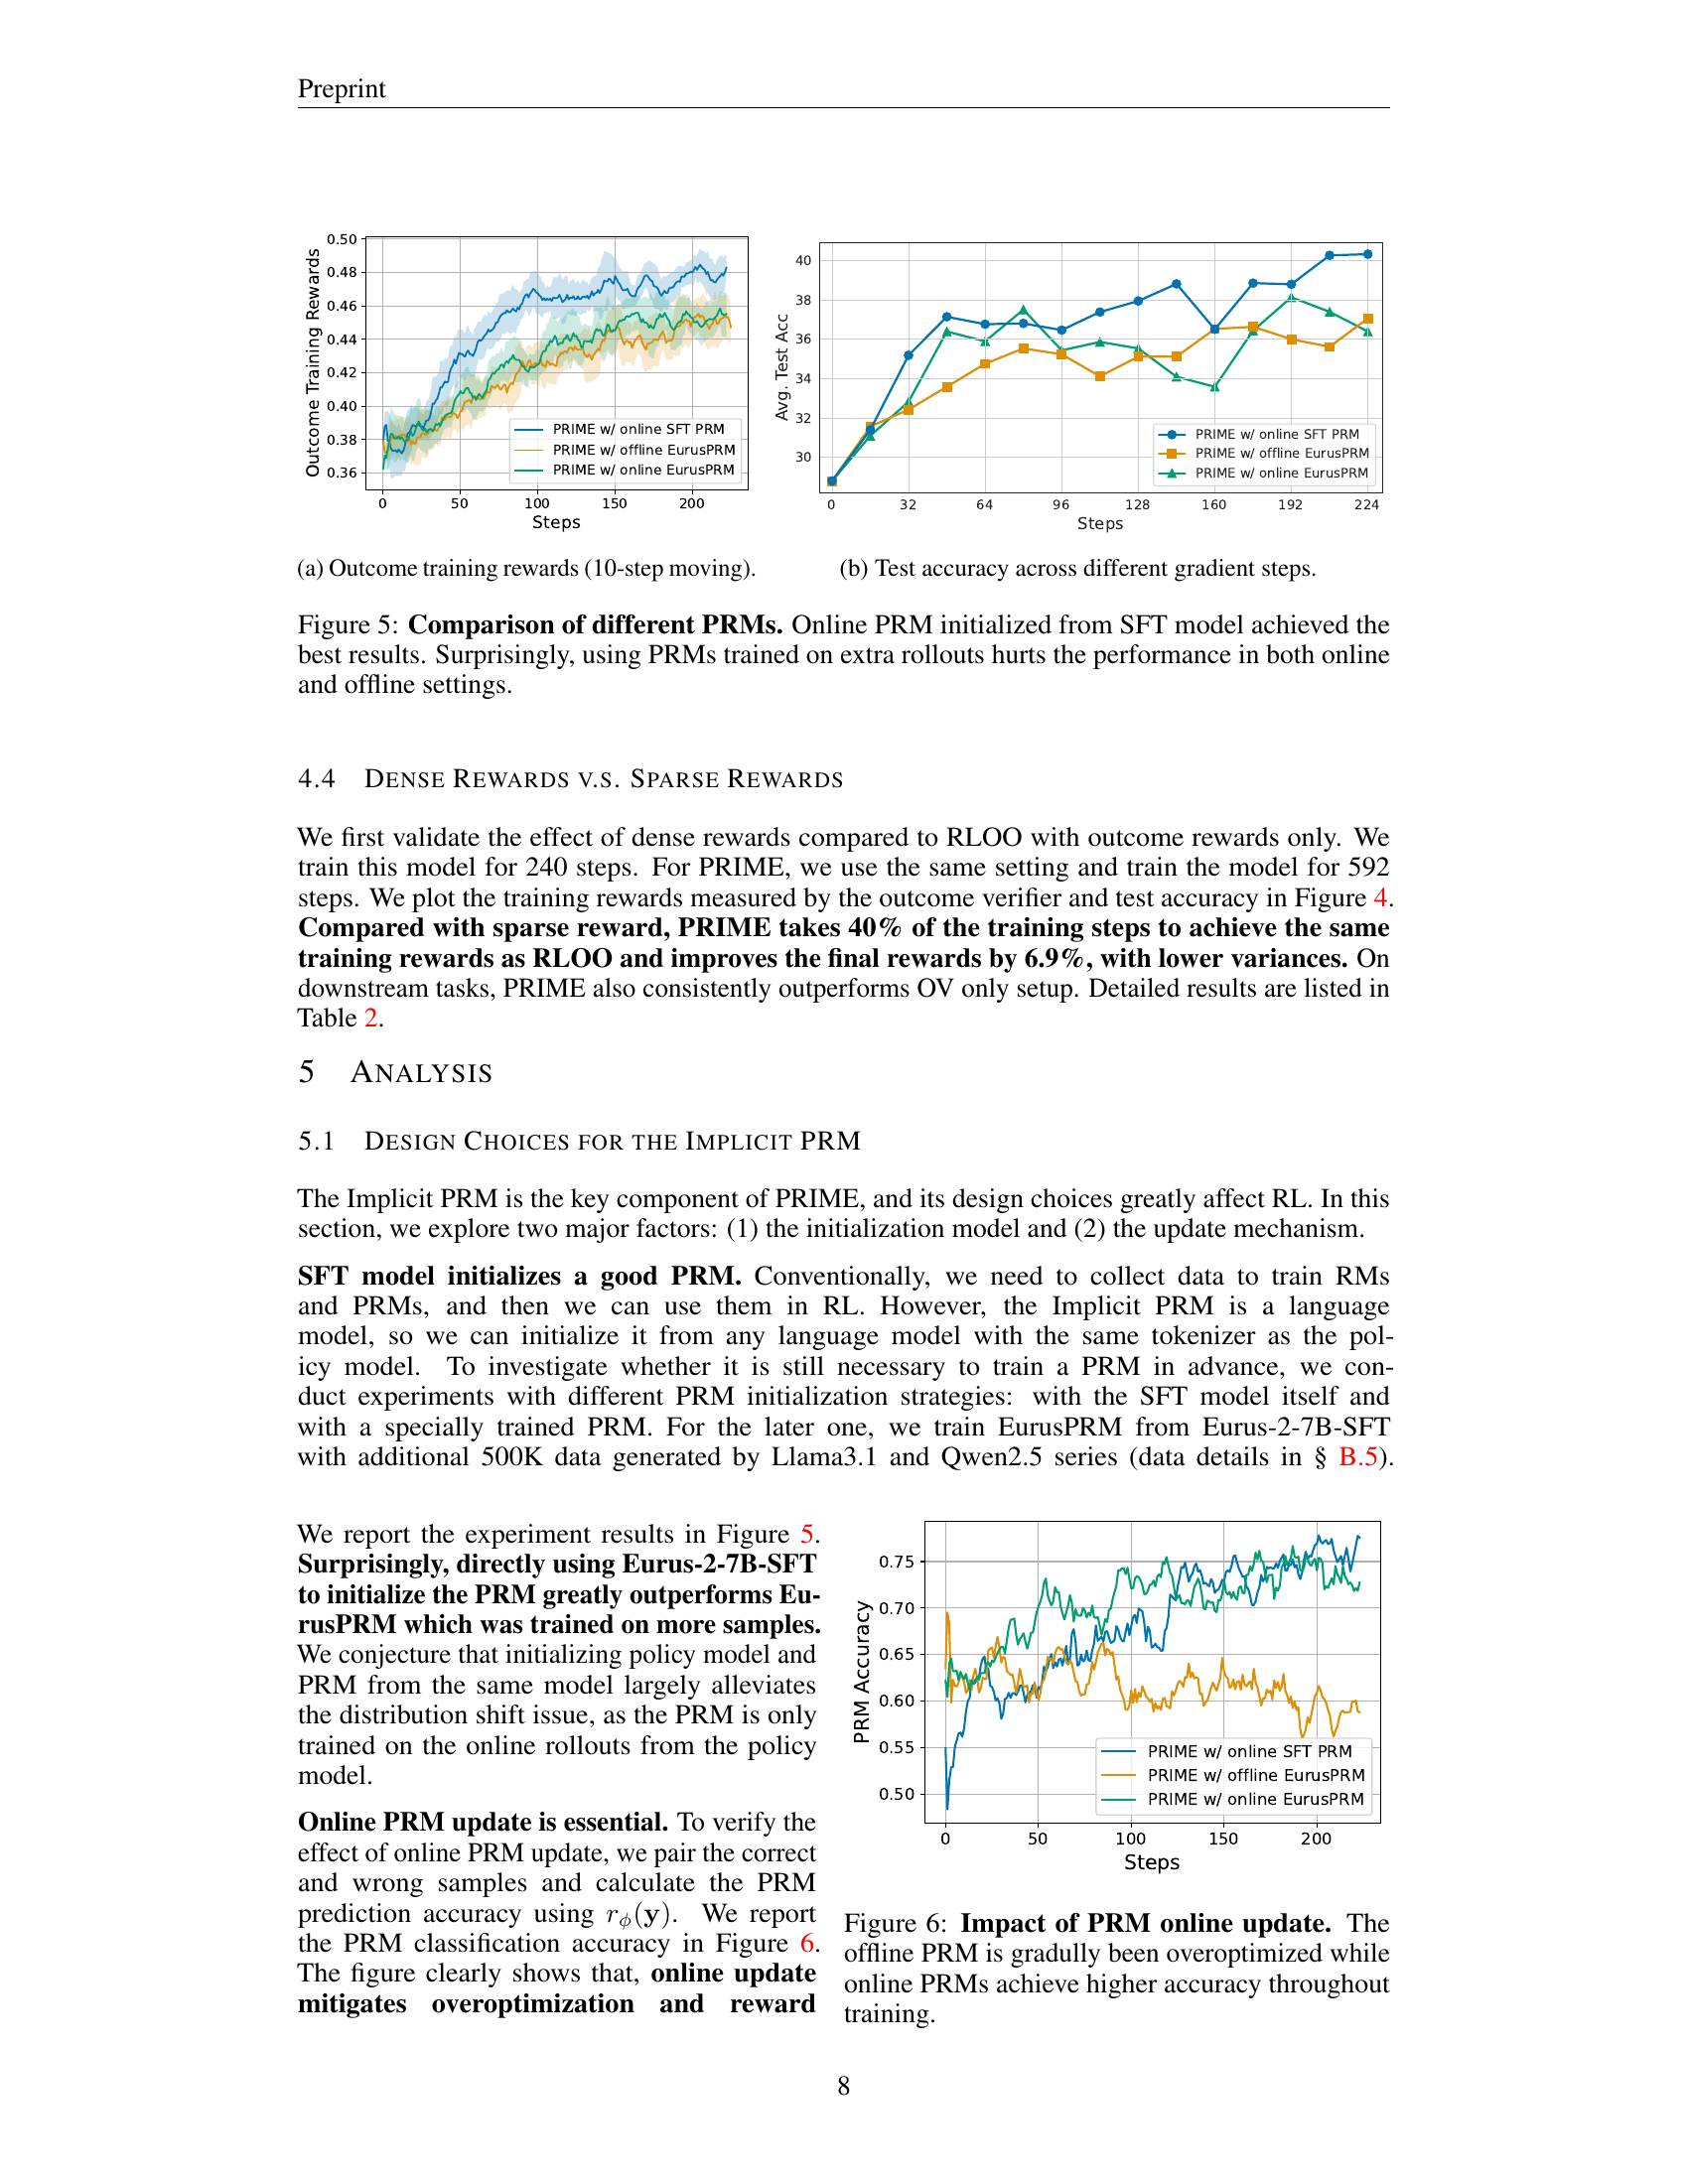 Preprint
0.50
0.48
0.46
0.44
0.42
0.40
0.38
0.36
Outcome Training Rewards
PRIME w/ online SFT PRM
PRIME w/ offline EurusPRM
PRIME w/ online EurusPRM
0 50 100 150 200
Steps
40
38
36
34
32
30
Avg. Test Acc
PRIME w/ online SFT PRM
PRIME w/ offline EurusPRM
PRIME w/ online EurusPRM
0 32 64 96 128 160 192 224
Steps
(a) Outcome training rewards (10-step moving).
(b) Test accuracy across different gradient steps.
Figure 5: Comparison of different PRMs. Online PRM initialized from SFT model achieved the
best results. Surprisingly, using PRMs trained on extra rollouts hurts the performance in both online
and offline settings.
4.4 DENSE REWARDS V.S. SPARSE REWARDS
We first validate the effect of dense rewards compared to RLOO with outcome rewards only. We
train this model for 240 steps. For PRIME, we use the same setting and train the model for 592
steps. We plot the training rewards measured by the outcome verifier and test accuracy in Figure 4.
Compared with sparse reward, PRIME takes 40% of the training steps to achieve the same
training rewards as RLOO and improves the final rewards by 6.9%, with lower variances. On
downstream tasks, PRIME also consistently outperforms OV only setup. Detailed results are listed in
Table 2.
5 ANALYSIS
5.1 DESIGN CHOICES FOR THE IMPLICIT PRM
The Implicit PRM is the key component of PRIME, and its design choices greatly affect RL. In this
section, we explore two major factors: (1) the initialization model and (2) the update mechanism.
SFT model initializes a good PRM. Conventionally, we need to collect data to train RMs
and PRMs, and then we can use them in RL. However, the Implicit PRM is a language
model, so we can initialize it from any language model with the same tokenizer as the pol-
icy model. To investigate whether it is still necessary to train a PRM in advance, we con-
duct experiments with different PRM initialization strategies: with the SFT model itself and
with a specially trained PRM. For the later one, we train EurusPRM from Eurus-2-7B-SFT
with additional 500K data generated by Llama3.1 and Qwen2.5 series (data details in § B.5).
We report the experiment results in Figure 5.
Surprisingly, directly using Eurus-2-7B-SFT
to initialize the PRM greatly outperforms Eu-
rusPRM which was trained on more samples.
We conjecture that initializing policy model and
PRM from the same model largely alleviates
the distribution shift issue, as the PRM is only
trained on the online rollouts from the policy
model.
Online PRM update is essential. To verify the
effect of online PRM update, we pair the correct
and wrong samples and calculate the PRM
prediction accuracy using rϕ(y). We report
the PRM classification accuracy in Figure 6.
The figure clearly shows that, online update
mitigates overoptimization and reward
0.75
0.70
0.65
0.60
0.55
0.50
PRM Accuracy
PRIME w/ online SFT PRM
PRIME w/ offline EurusPRM
PRIME w/ online EurusPRM
0 50 100 150 200
Steps
Figure 6: Impact of PRM online update. The
offline PRM is gradully been overoptimized while
online PRMs achieve higher accuracy throughout
training.
8